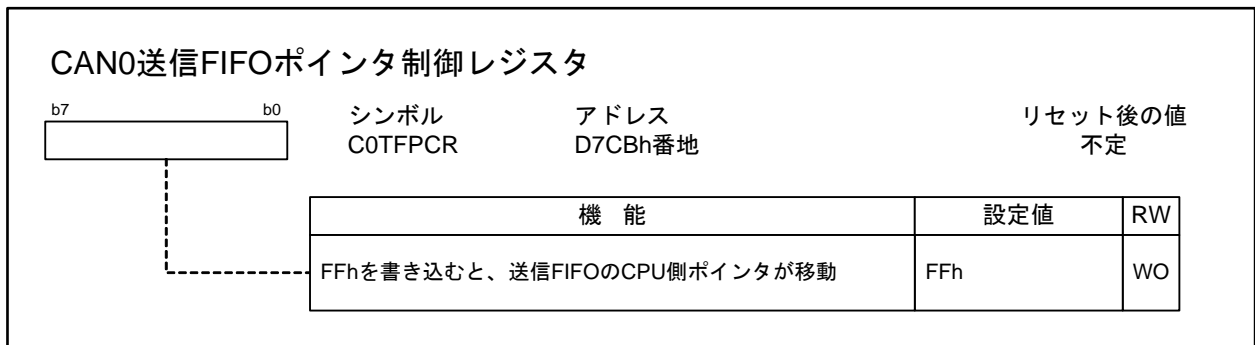 CAN0送信FIFOポインタ制御レジスタ
b7 b0 シンボル アドレス リセット後の値
C0TFPCR D7CBh番地 不定
機 能 設定値 RW
FFhを書き込むと、送信FIFOのCPU側ポインタが移動 FFh WO